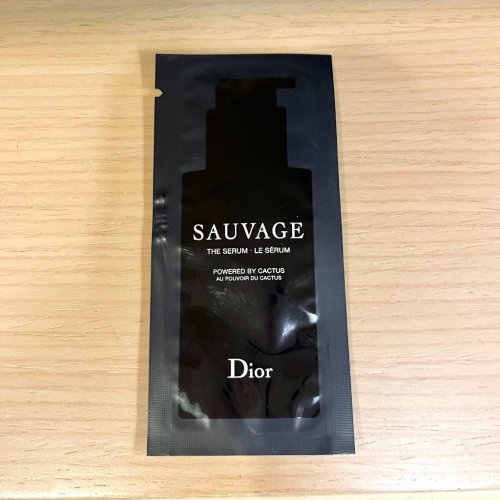 SAUVAGE
THE SERUM · LE SÉRUM
POWERED BY CACTUS
AU POUVOIR DU CACTUS
Dior